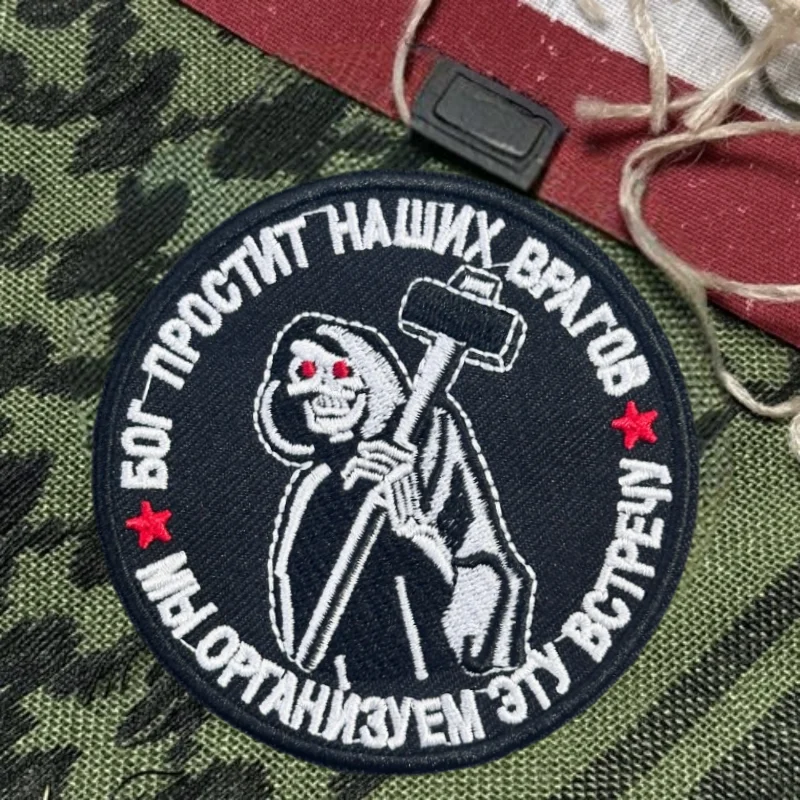 БОГ ПРОСТИТ НАШИХ ВРАГОВ
МЫ ОРГАНИЗУЕМ ЭТУ ВСТРЕЧУ